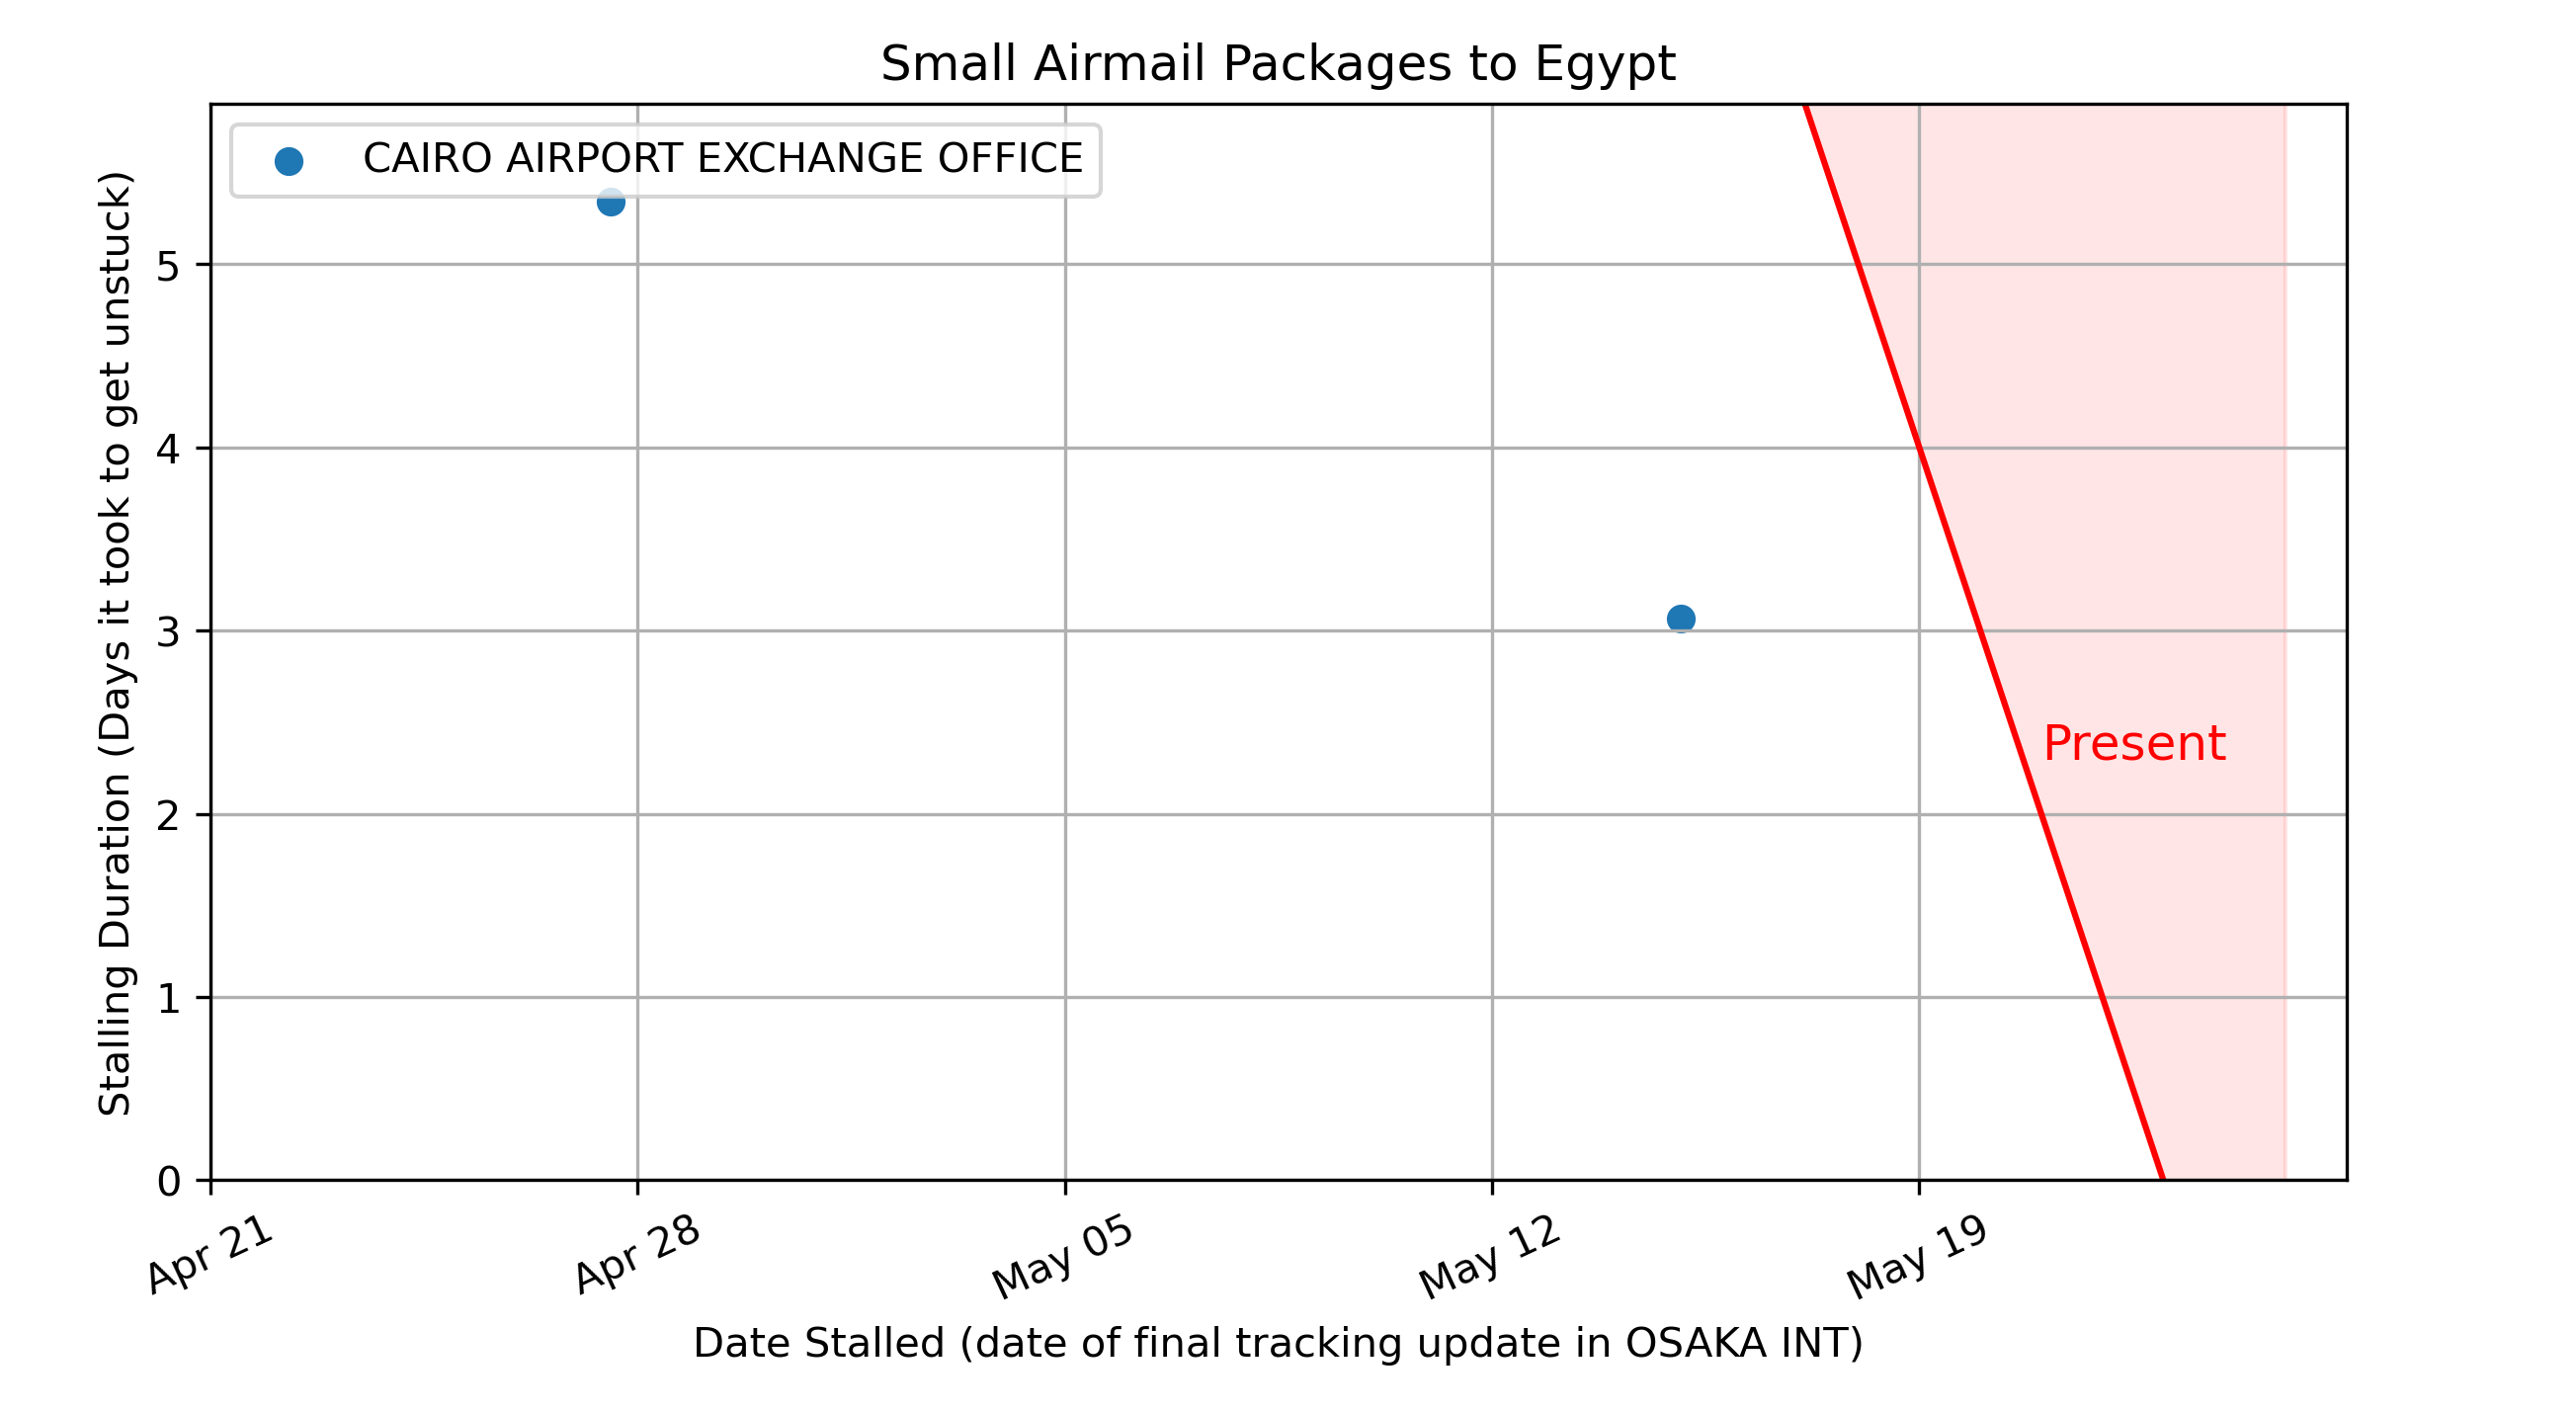 Small Airmail Packages to Egypt
CAIRO AIRPORT EXCHANGE OFFICE
Stalling Duration (Days it took to get unstuck)
5
4
3
2
1
0
Present
Apr 21
Apr 28
May 05
May 12
May 19
Date Stalled (date of final tracking update in OSAKA INT)